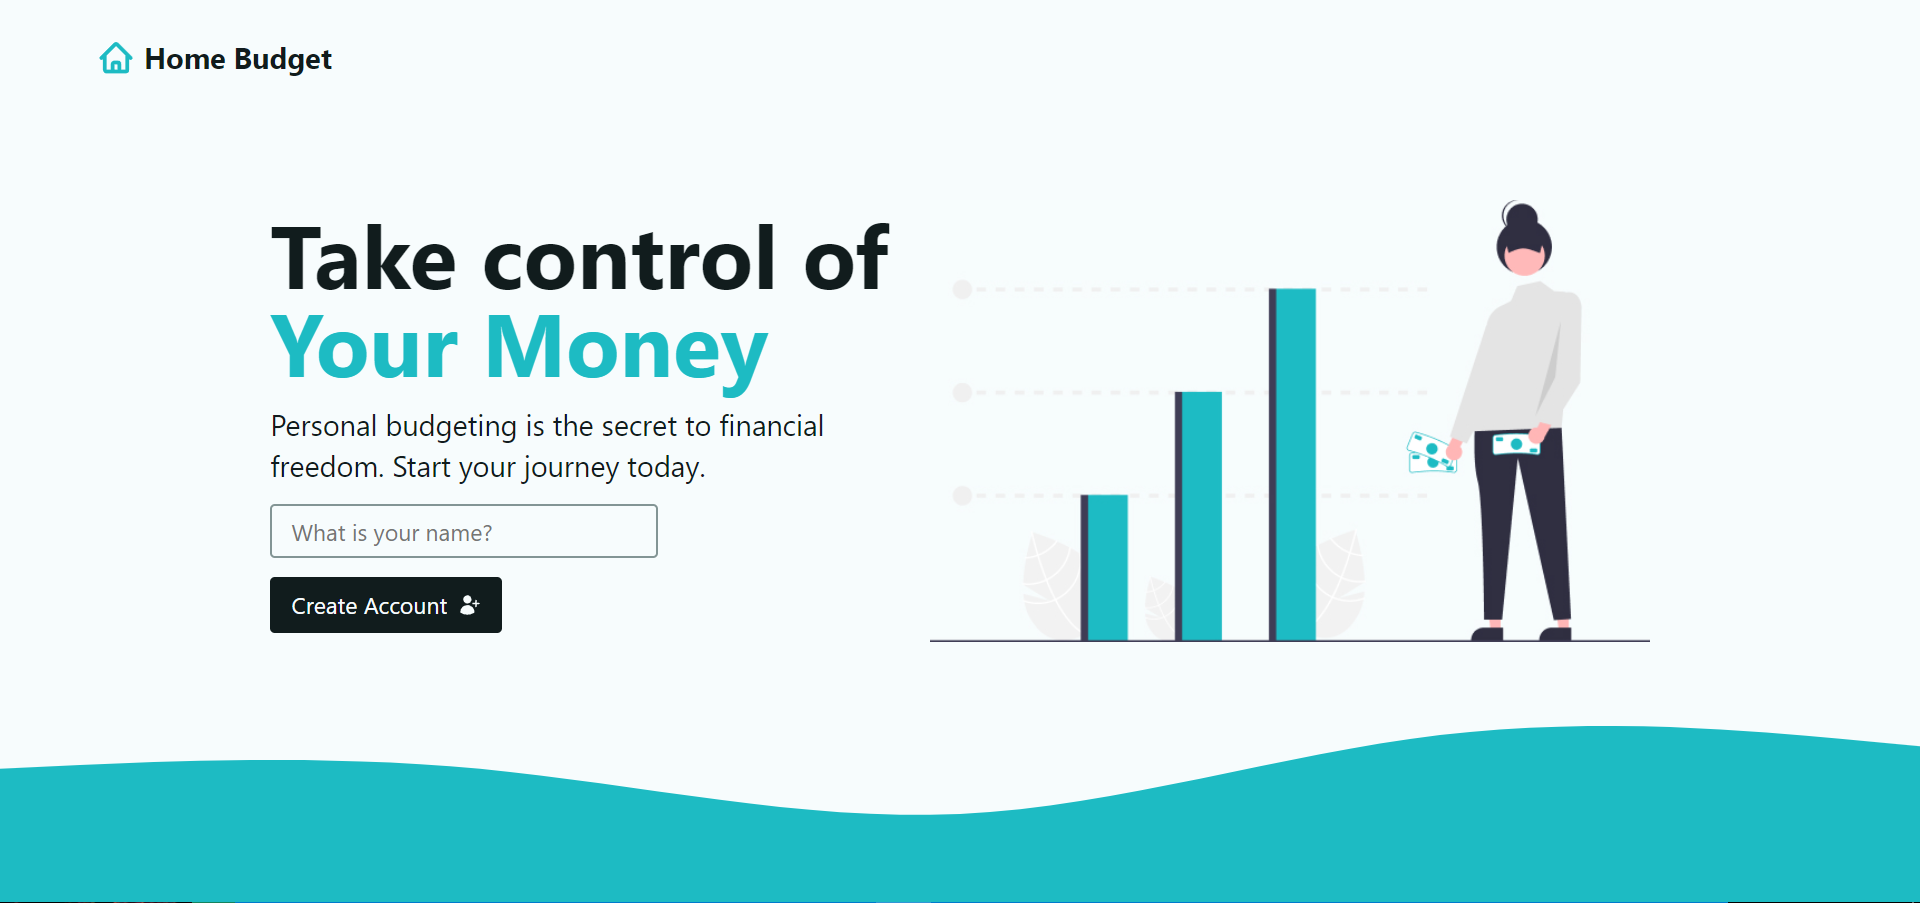 Home Budget
Take control of
Your Money
Personal budgeting is the secret to financial
freedom. Start your journey today.
What is your name?
Create Account